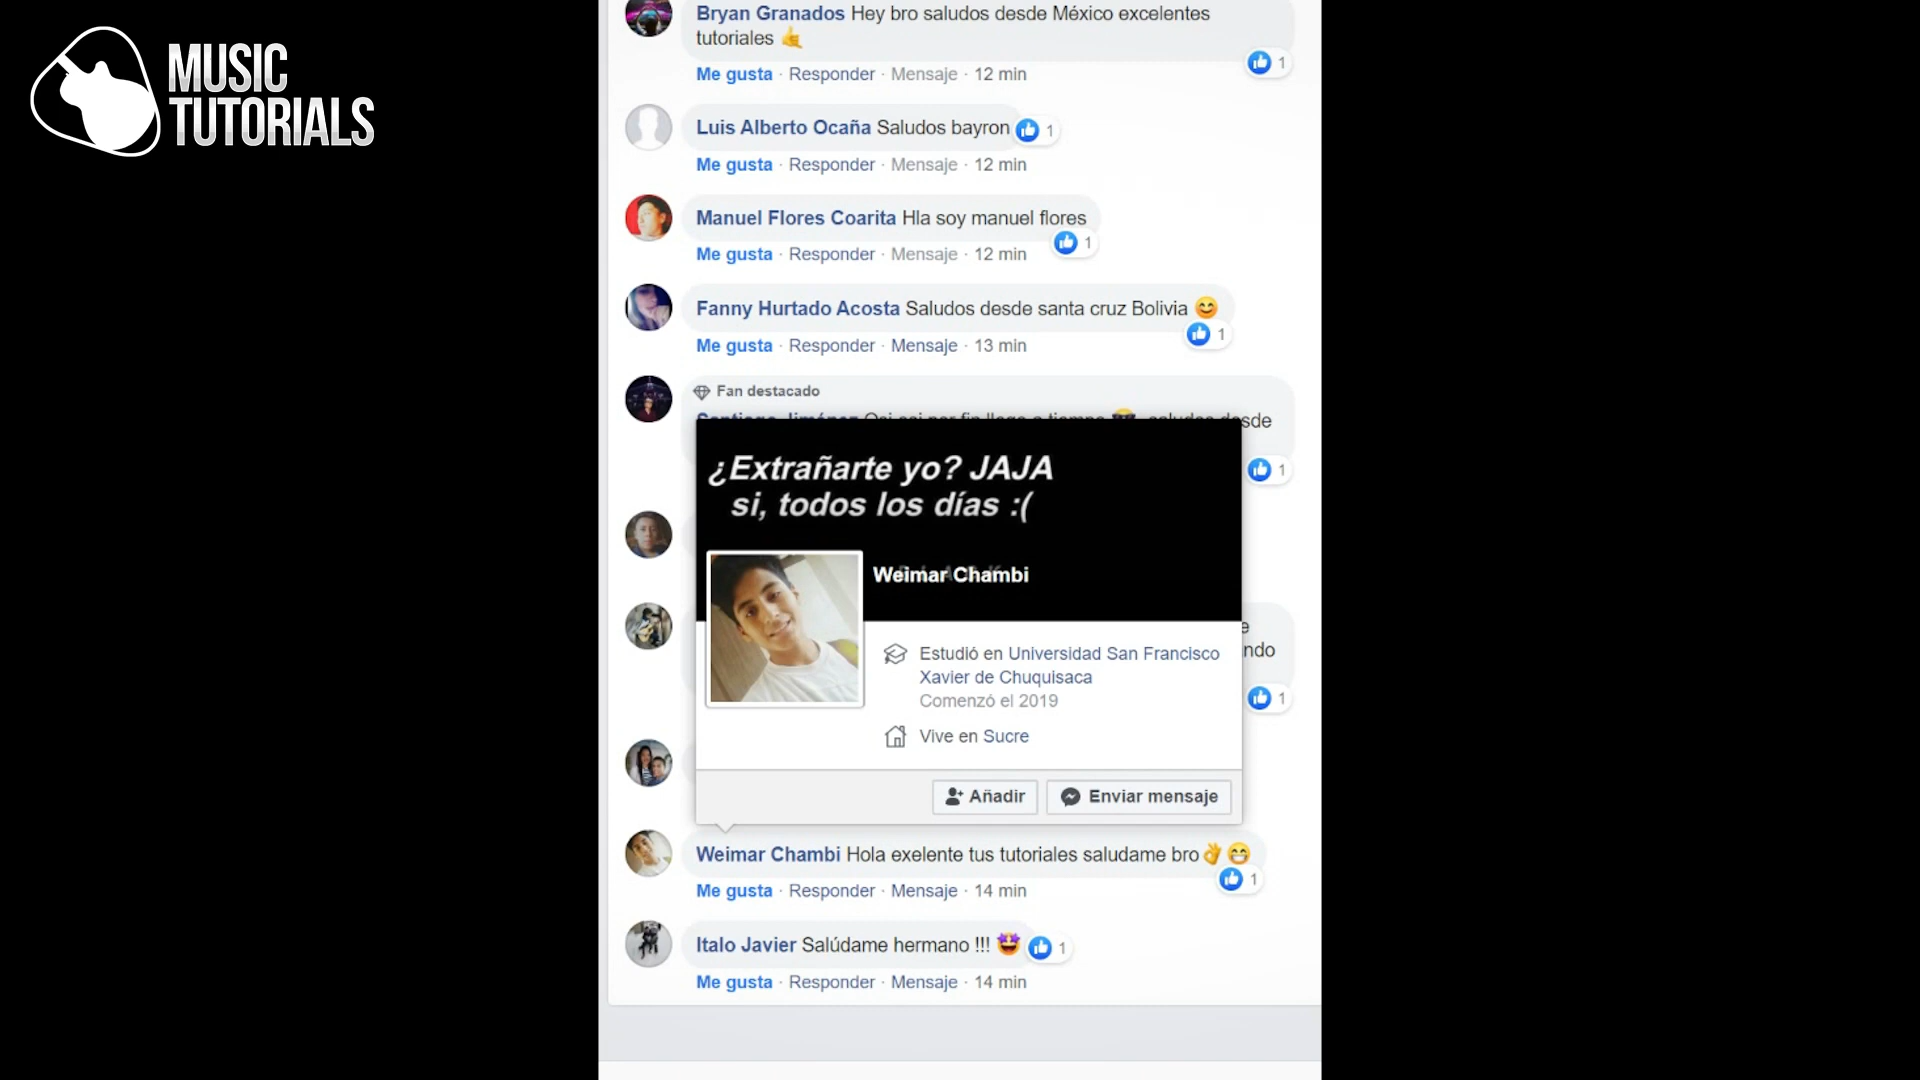 MUSIC
TUTORIALS
Bryan Granados Hey bro saludos desde México excelentes
tutoriales 🤙
1
Me gusta · Responder · Mensaje · 12 min
Luis Alberto Ocaña Saludos bayron 1
Me gusta · Responder · Mensaje · 12 min
Manuel Flores Coarita Hla soy manuel flores
1
Me gusta · Responder · Mensaje · 12 min
Fanny Hurtado Acosta Saludos desde santa cruz Bolivia 😊
1
Me gusta · Responder · Mensaje · 13 min
Fan destacado
saludos desde
1
¿Extrañarte yo? JAJA
si, todos los días :(
Weimar Chambi
Estudió en Universidad San Francisco
Xavier de Chuquisaca
Comenzó el 2019
Vive en Sucre
ndo
1
Añadir Enviar mensaje
Weimar Chambi Hola exelente tus tutoriales saludame bro👌😁
1
Me gusta · Responder · Mensaje · 14 min
Italo Javier Salúdame hermano !!! 🤩 1
Me gusta · Responder · Mensaje · 14 min